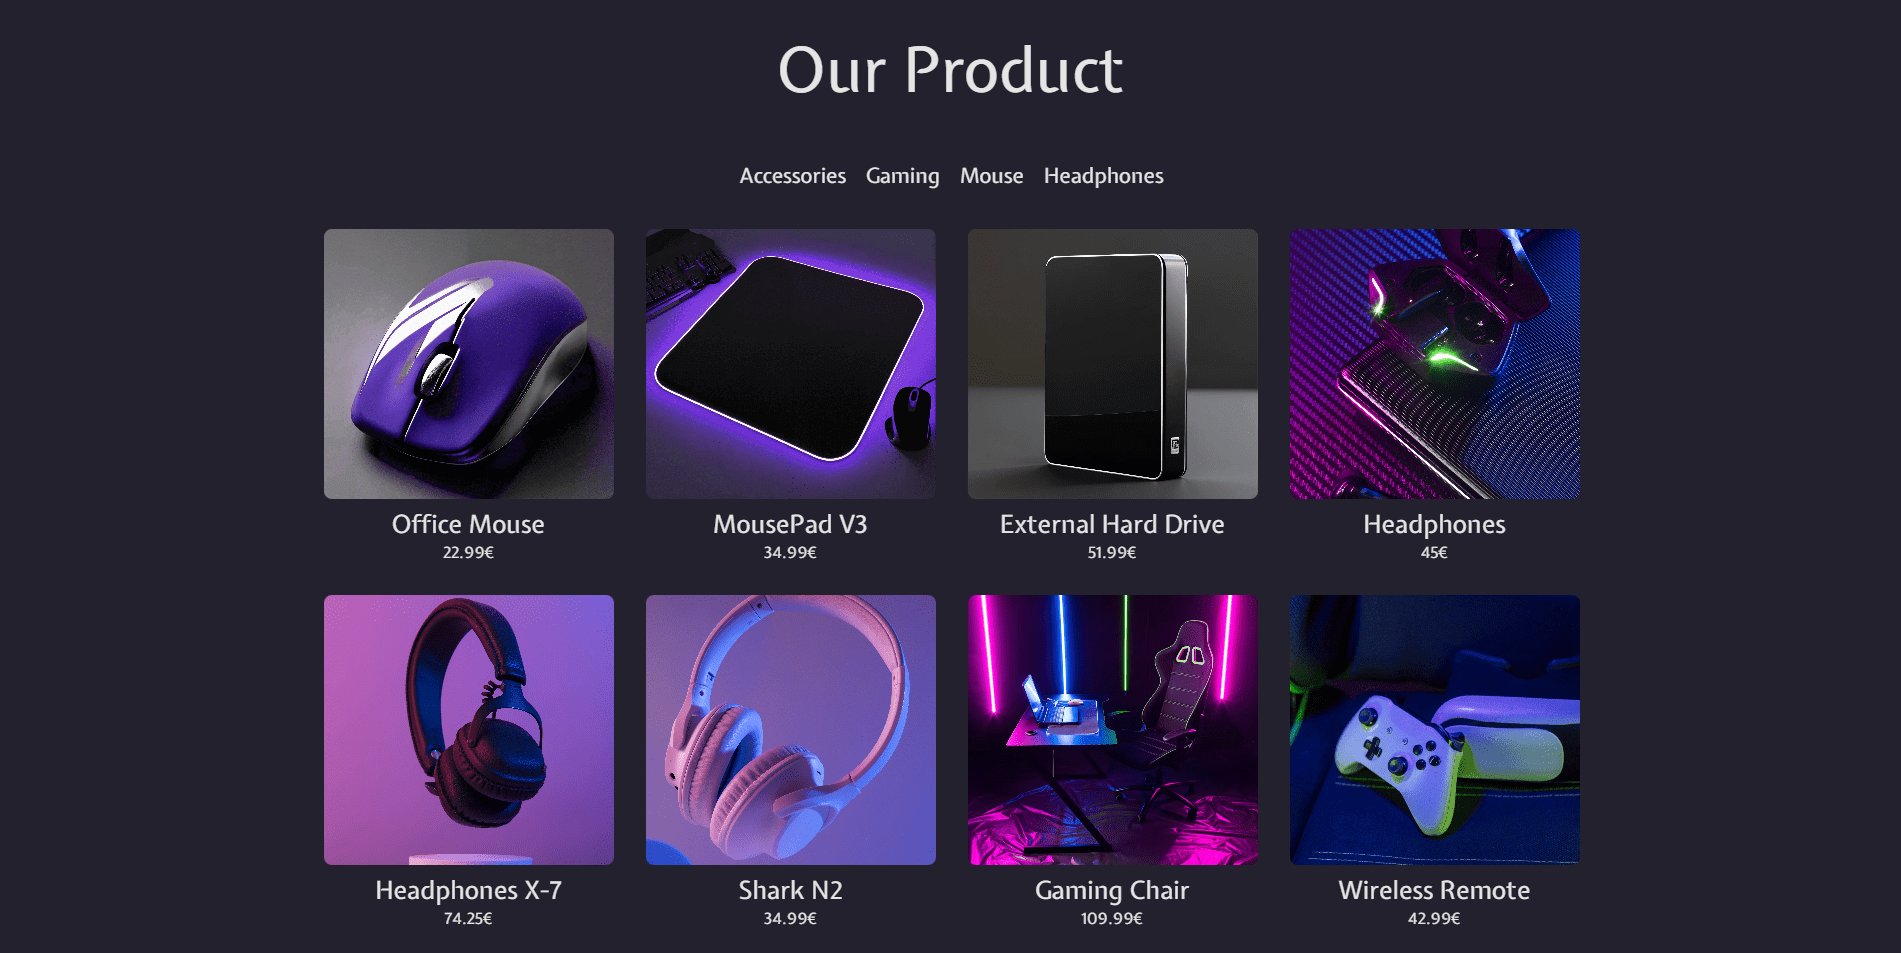 Our Product
Accessories Gaming Mouse Headphones
Office Mouse
22.99€
MousePad V3
34.99€
External Hard Drive
51.99€
Headphones
45€
Headphones X-7
74.25€
Shark N2
34.99€
Gaming Chair
109.99€
Wireless Remote
42.99€